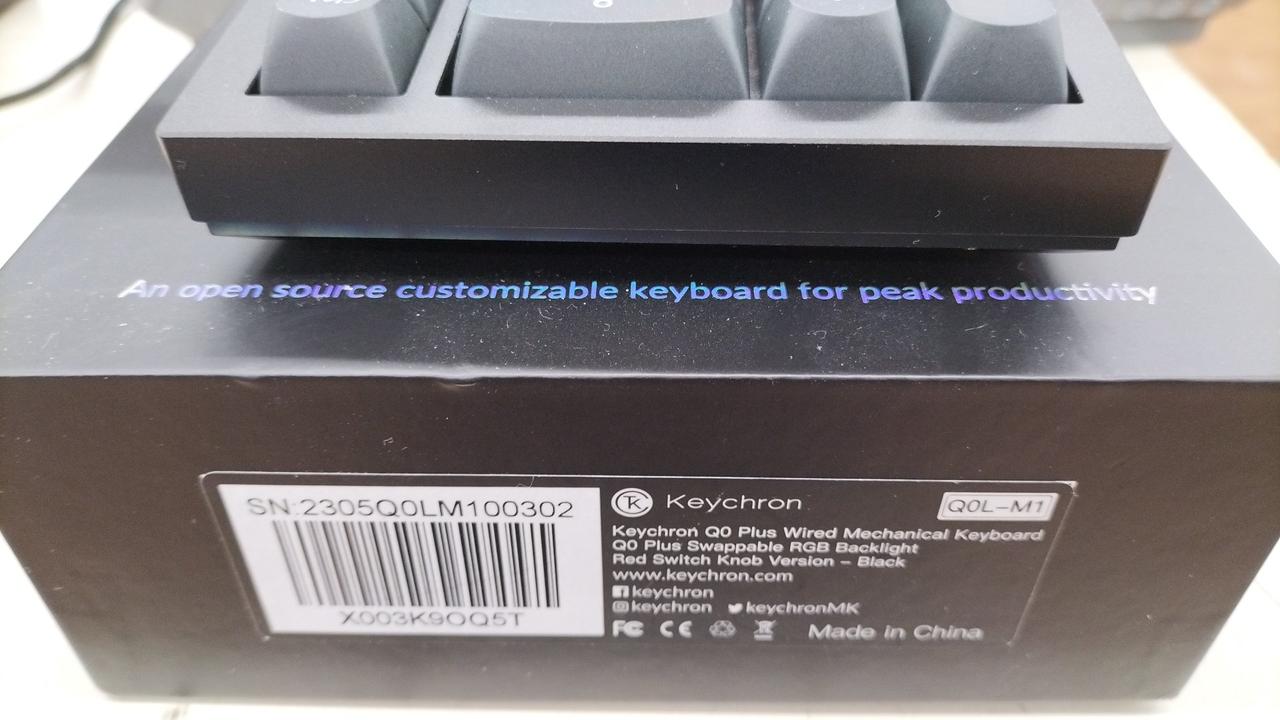 An open source customizable keyboard for peak productivity
SN:2305Q0LM100302
X003K9OQ5T
Keychron
Q0L-M1
Keychron Q0 Plus Wired Mechanical Keyboard
Q0 Plus Swappable RGB Backlight
Red Switch Knob Version - Black
www.keychron.com
keychron
keychron keychronMK
FC CE Made in China